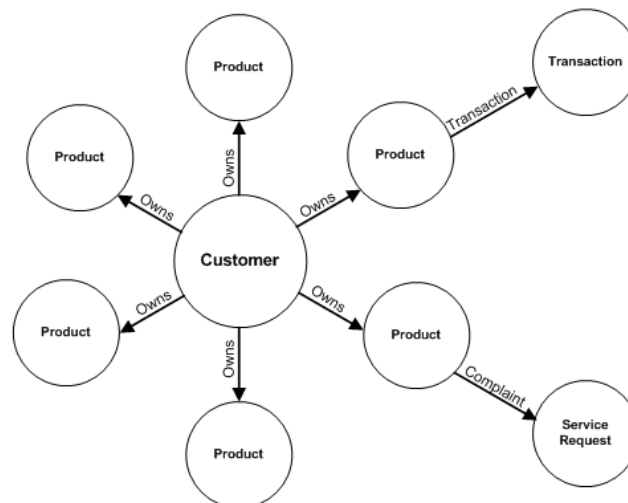 Product
Transaction
Transaction
Product
Product
Owns
Owns
Owns
Customer
Owns
Owns
Product
Owns
Product
Complaint
Product
Service
Request